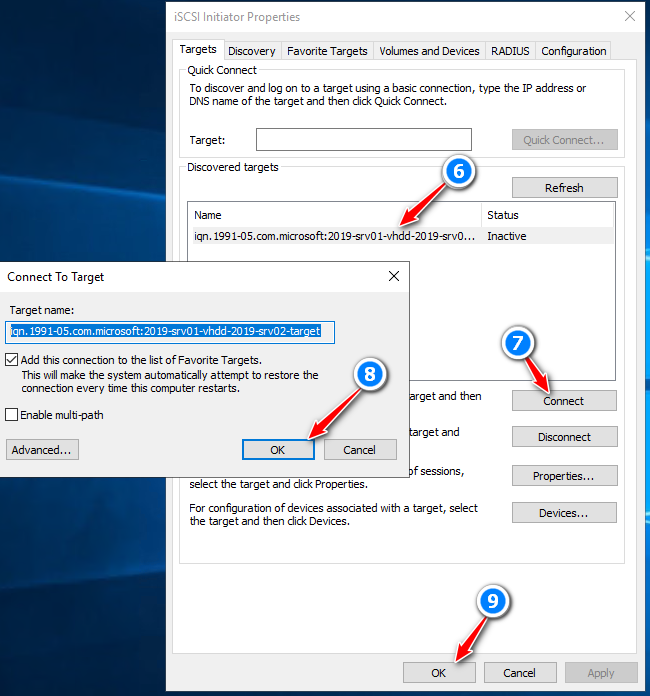 iSCSI Initiator Properties
Targets Discovery Favorite Targets Volumes and Devices RADIUS Configuration
Quick Connect
To discover and log on to a target using a basic connection, type the IP address or
DNS name of the target and then click Quick Connect.
Target: Quick Connect...
Discovered targets
6
Refresh
Name Status
iqn.1991-05.com.microsoft:2019-srv01-vhdd-2019-srv0... Inactive
Connect To Target
Target name:
iqn.1991-05.com.microsoft:2019-srv01-vhdd-2019-srv02-target
Add this connection to the list of Favorite Targets.
This will make the system automatically attempt to restore the
connection every time this computer restarts.
Enable multi-path
8
Advanced... OK Cancel
7
arget and then
Connect
target and
Disconnect
of sessions,
select the target and click Properties.
Properties...
For configuration of devices associated with a target, select
the target and then click Devices.
Devices...
9
OK Cancel Apply